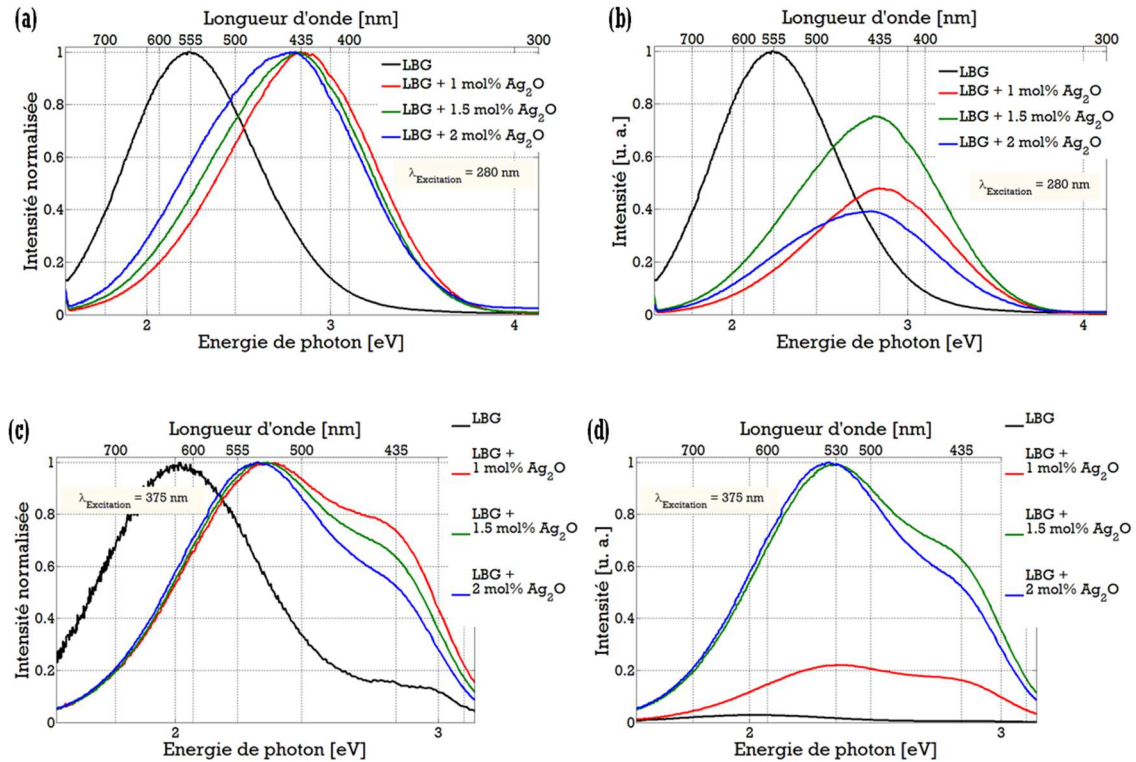 (a)
Longueur d'onde [nm]
700 600 555 500 435 400 300
Intensité normalisée
1
0.8
0.6
0.4
0.2
0
LBG
LBG + 1 mol% Ag2O
LBG + 1.5 mol% Ag2O
LBG + 2 mol% Ag2O
λExcitation = 280 nm
2 3 4
Energie de photon [eV]
(b)
Longueur d'onde [nm]
700 600 555 500 435 400 300
Intensité [u. a.]
1
0.8
0.6
0.4
0.2
0
LBG
LBG + 1 mol% Ag2O
LBG + 1.5 mol% Ag2O
LBG + 2 mol% Ag2O
λExcitation = 280 nm
2 3 4
Energie de photon [eV]
(c)
Longueur d'onde [nm]
700 600 555 500 435
Intensité normalisée
1
0.8
0.6
0.4
0.2
0
λExcitation = 375 nm
LBG
LBG +
1 mol% Ag2O
LBG +
1.5 mol% Ag2O
LBG +
2 mol% Ag2O
2 3
Energie de photon [eV]
(d)
Longueur d'onde [nm]
700 600 530 500 435
Intensité [u. a.]
1
0.8
0.6
0.4
0.2
0
λExcitation = 375 nm
LBG
LBG +
1 mol% Ag2O
LBG +
1.5 mol% Ag2O
LBG +
2 mol% Ag2O
2 3
Energie de photon [eV]